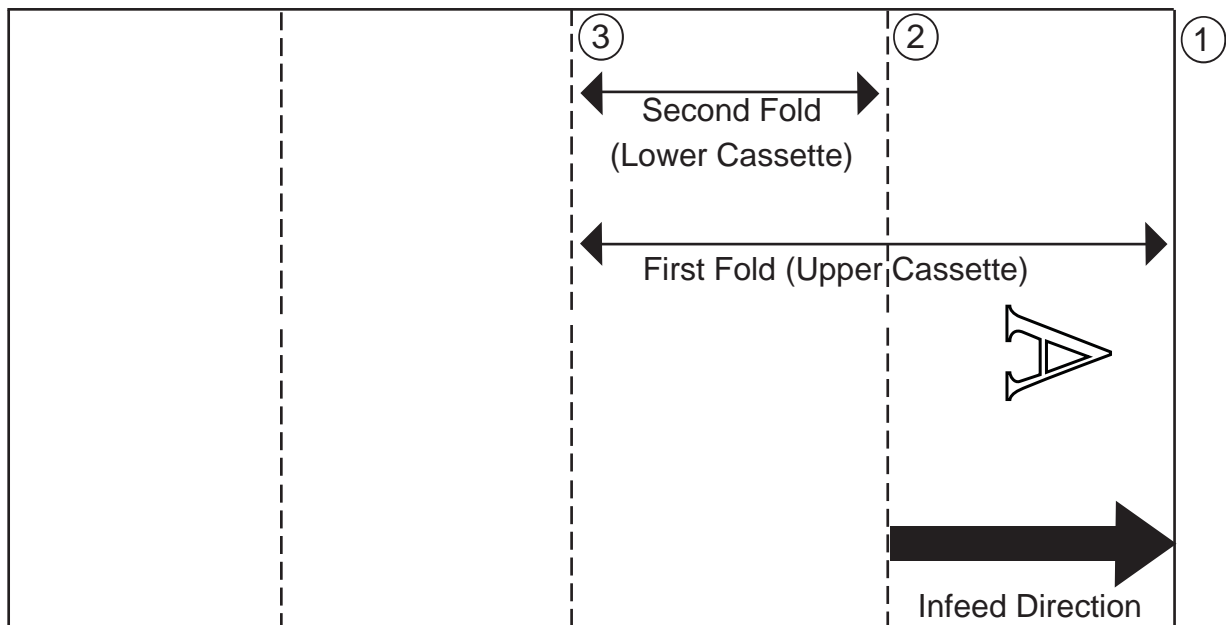 ③
②
①
Second Fold
(Lower Cassette)
First Fold (Upper Cassette)
A
Infeed Direction